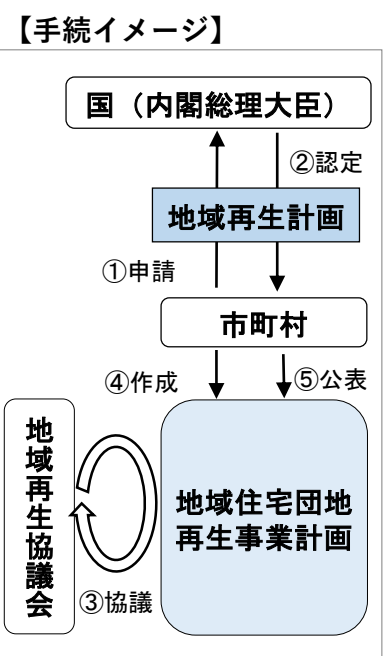 【手続イメージ】
国（内閣総理大臣）
②認定
地域再生計画
①申請
市町村
④作成
⑤公表
地域再生協議会
地域住宅団地
再生事業計画
③協議